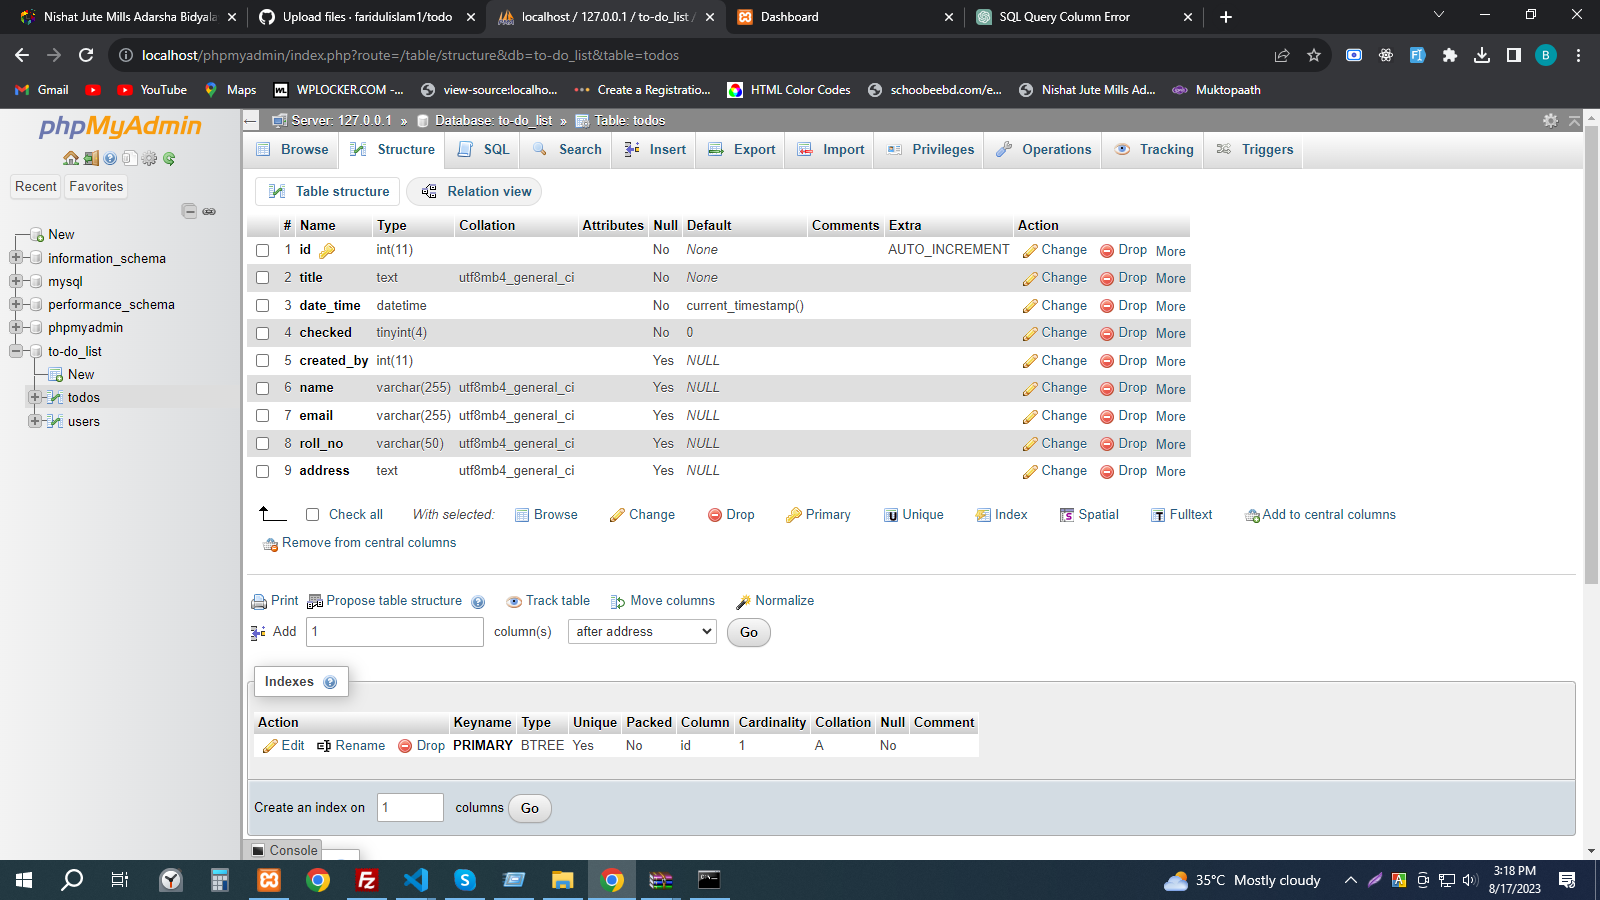 Nishat Jute Mills Adarsha Bidyala
Upload files · faridulislam1/todo
localhost / 127.0.0.1 / to-do_list /
Dashboard
SQL Query Column Error
localhost/phpmyadmin/index.php?route=/table/structure&db=to-do_list&table=todos
B
Gmail
YouTube
Maps
WPLOCKER.COM -...
view-source:localho...
Create a Registratio...
HTML Color Codes
schoobeebd.com/e...
Nishat Jute Mills Ad...
Muktopaath
phpMyAdmin
Recent Favorites
New
information_schema
mysql
performance_schema
phpmyadmin
to-do_list
New
todos
users
Server: 127.0.0.1 » Database: to-do_list » Table: todos
Browse Structure SQL Search Insert Export Import Privileges Operations Tracking Triggers
Table structure Relation view
# Name Type Collation Attributes Null Default Comments Extra Action
1 id int(11) No None AUTO_INCREMENT Change Drop More
2 title text utf8mb4_general_ci No None Change Drop More
3 date_time datetime No current_timestamp() Change Drop More
4 checked tinyint(4) No 0 Change Drop More
5 created_by int(11) Yes NULL Change Drop More
6 name varchar(255) utf8mb4_general_ci Yes NULL Change Drop More
7 email varchar(255) utf8mb4_general_ci Yes NULL Change Drop More
8 roll_no varchar(50) utf8mb4_general_ci Yes NULL Change Drop More
9 address text utf8mb4_general_ci Yes NULL Change Drop More
Check all With selected: Browse Change Drop Primary Unique Index Spatial Fulltext Add to central columns
Remove from central columns
Print Propose table structure Track table Move columns Normalize
Add 1 column(s) after address Go
Indexes
Action Keyname Type Unique Packed Column Cardinality Collation Null Comment
Edit Rename Drop PRIMARY BTREE Yes No id 1 A No
Create an index on 1 columns Go
Console
35°C Mostly cloudy
3:18 PM
8/17/2023